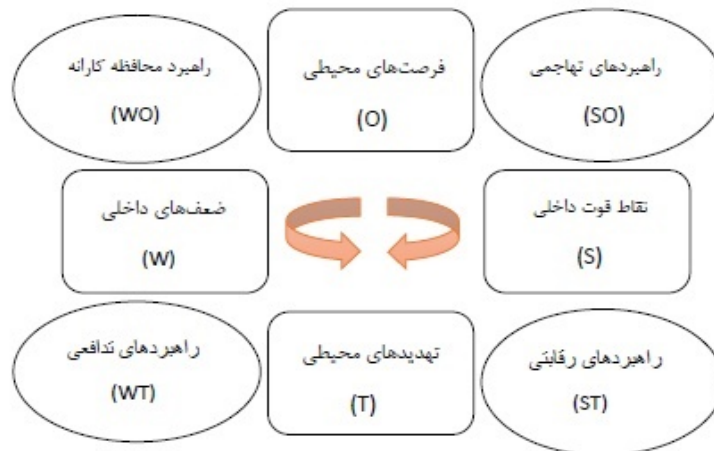 راهبردهای تهاجمی
(SO)
فرصت‌های محیطی
(O)
راهبرد محافظه کارانه
(WO)
نقاط قوت داخلی
(S)
ضعف‌های داخلی
(W)
راهبردهای رقابتی
(ST)
تهدیدهای محیطی
(T)
راهبردهای تدافعی
(WT)